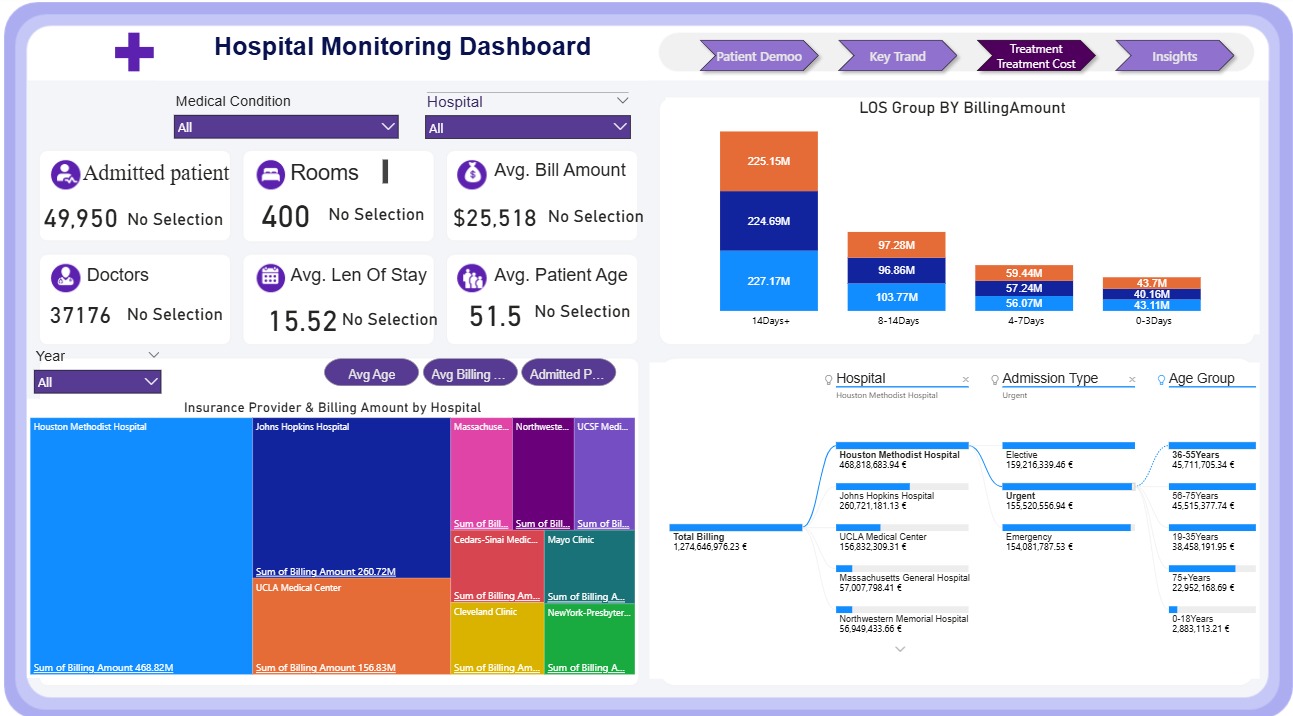 Hospital Monitoring Dashboard
Patient Demoo
Key Trand
Treatment
Treatment Cost
Insights
Medical Condition
All
Hospital
All
Admitted patient
49,950 No Selection
Rooms
400 No Selection
Avg. Bill Amount
$25,518 No Selection
Doctors
37176 No Selection
Avg. Len Of Stay
15.52 No Selection
Avg. Patient Age
51.5 No Selection
LOS Group BY BillingAmount
225.15M
224.69M
227.17M
14Days+
97.28M
96.86M
103.77M
8-14Days
59.44M
57.24M
56.07M
4-7Days
43.7M
40.16M
43.11M
0-3Days
Year
All
Avg Age
Avg Billing ...
Admitted P...
Insurance Provider & Billing Amount by Hospital
Houston Methodist Hospital
Sum of Billing Amount 468.82M
Johns Hopkins Hospital
Sum of Billing Amount 260.72M
UCLA Medical Center
Sum of Billing Amount 156.83M
Massachuse...
Sum of Bill...
Northweste...
Sum of Bil...
UCSF Medi...
Sum of Bil...
Cedars-Sinai Medic...
Sum of Billing Am...
Mayo Clinic
Sum of Billing A...
Cleveland Clinic
Sum of Billing Am...
NewYork-Presbyter...
Sum of Billing A...
Hospital
Houston Methodist Hospital
Admission Type
Urgent
Age Group
Total Billing
1,274,646,976.23 €
Houston Methodist Hospital
468,818,683.94 €
Johns Hopkins Hospital
260,721,181.13 €
UCLA Medical Center
156,832,309.31 €
Massachusetts General Hospital
57,007,798.41 €
Northwestern Memorial Hospital
56,949,433.66 €
Elective
159,216,339.46 €
Urgent
155,520,556.94 €
Emergency
154,081,787.53 €
36-55Years
45,711,705.34 €
56-75Years
45,515,377.74 €
19-35Years
38,458,191.95 €
75+Years
22,952,168.69 €
0-18Years
2,883,113.21 €